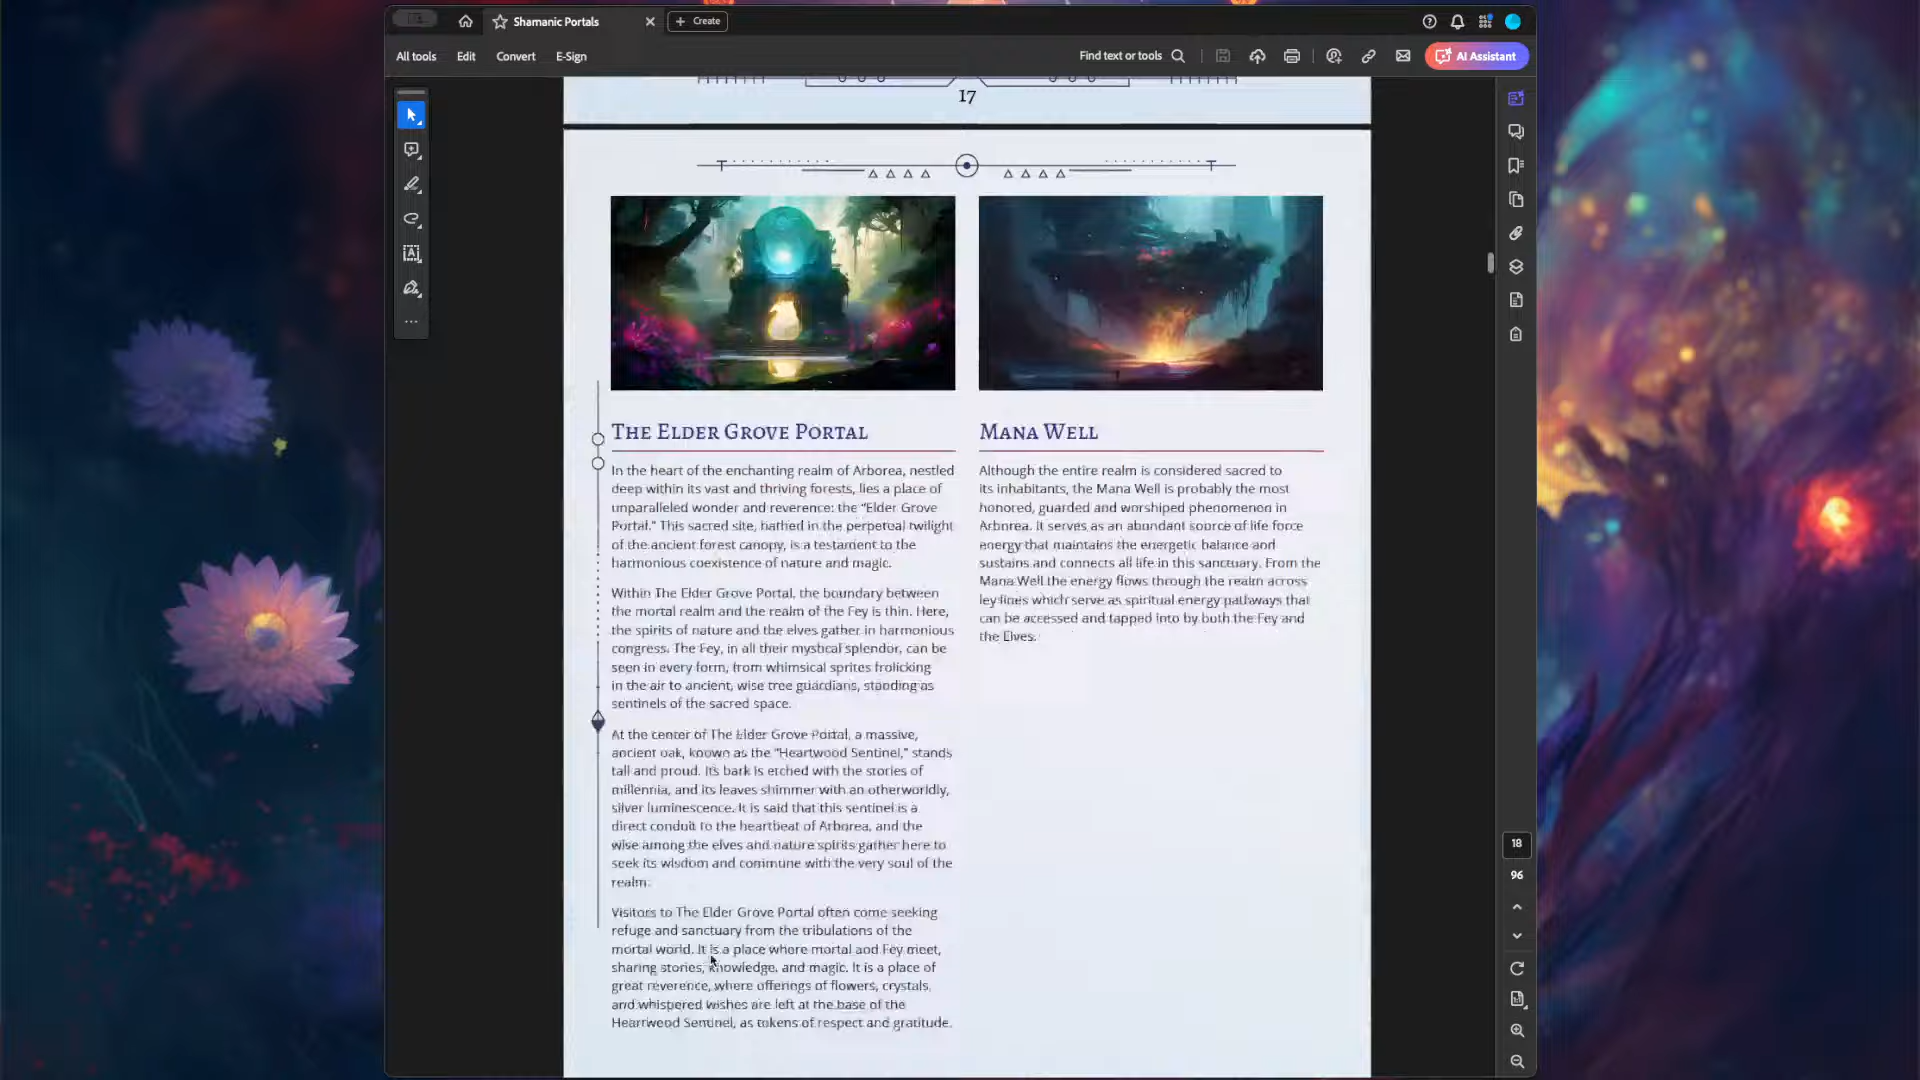 Shamanic Portals
Create
All tools
Edit
Convert
E-Sign
Find text or tools
AI Assistant
17
The Elder Grove Portal
In the heart of the enchanting realm of Arborea, nestled
deep within its vast and thriving forests, lies a place of
unparalleled wonder and reverence: the “Elder Grove
Portal.” This sacred site, bathed in the perpetual twilight
of the ancient forest canopy, is a testament to the
harmonious coexistence of nature and magic.
Within The Elder Grove Portal, the boundary between
the mortal realm and the realm of the Fey is thin. Here,
the spirits of nature and the elves gather in harmonious
congress. The Fey, in all their mystical splendor, can be
seen in every form, from whimsical sprites frolicking
in the air to ancient, wise tree guardians, standing as
sentinels of the sacred space.
At the center of The Elder Grove Portal, a massive,
ancient oak, known as the “Heartwood Sentinel,” stands
tall and proud. Its bark is etched with the stories of
millennia, and its leaves shimmer with an otherworldly,
silver luminescence. It is said that this sentinel is a
direct conduit to the heartbeat of Arborea, and the
wise among the elves and nature spirits gather here to
seek its wisdom and commune with the very soul of the
realm.
Visitors to The Elder Grove Portal often come seeking
refuge and sanctuary from the tribulations of the
mortal world. It is a place where mortal and Fey meet,
sharing stories, knowledge, and magic. It is a place of
great reverence, where offerings of flowers, crystals,
and whispered wishes are left at the base of the
Heartwood Sentinel, as tokens of respect and gratitude.
Mana Well
Although the entire realm is considered sacred to
its inhabitants, the Mana Well is probably the most
honored, guarded and worshiped phenomenon in
Arborea. It serves as an abundant source of life force
energy that maintains the energetic balance and
sustains and connects all life in this sanctuary. From the
Mana Well the energy flows through the realm across
ley lines which serve as spiritual energy pathways that
can be accessed and tapped into by both the Fey and
the Elves.
18
96